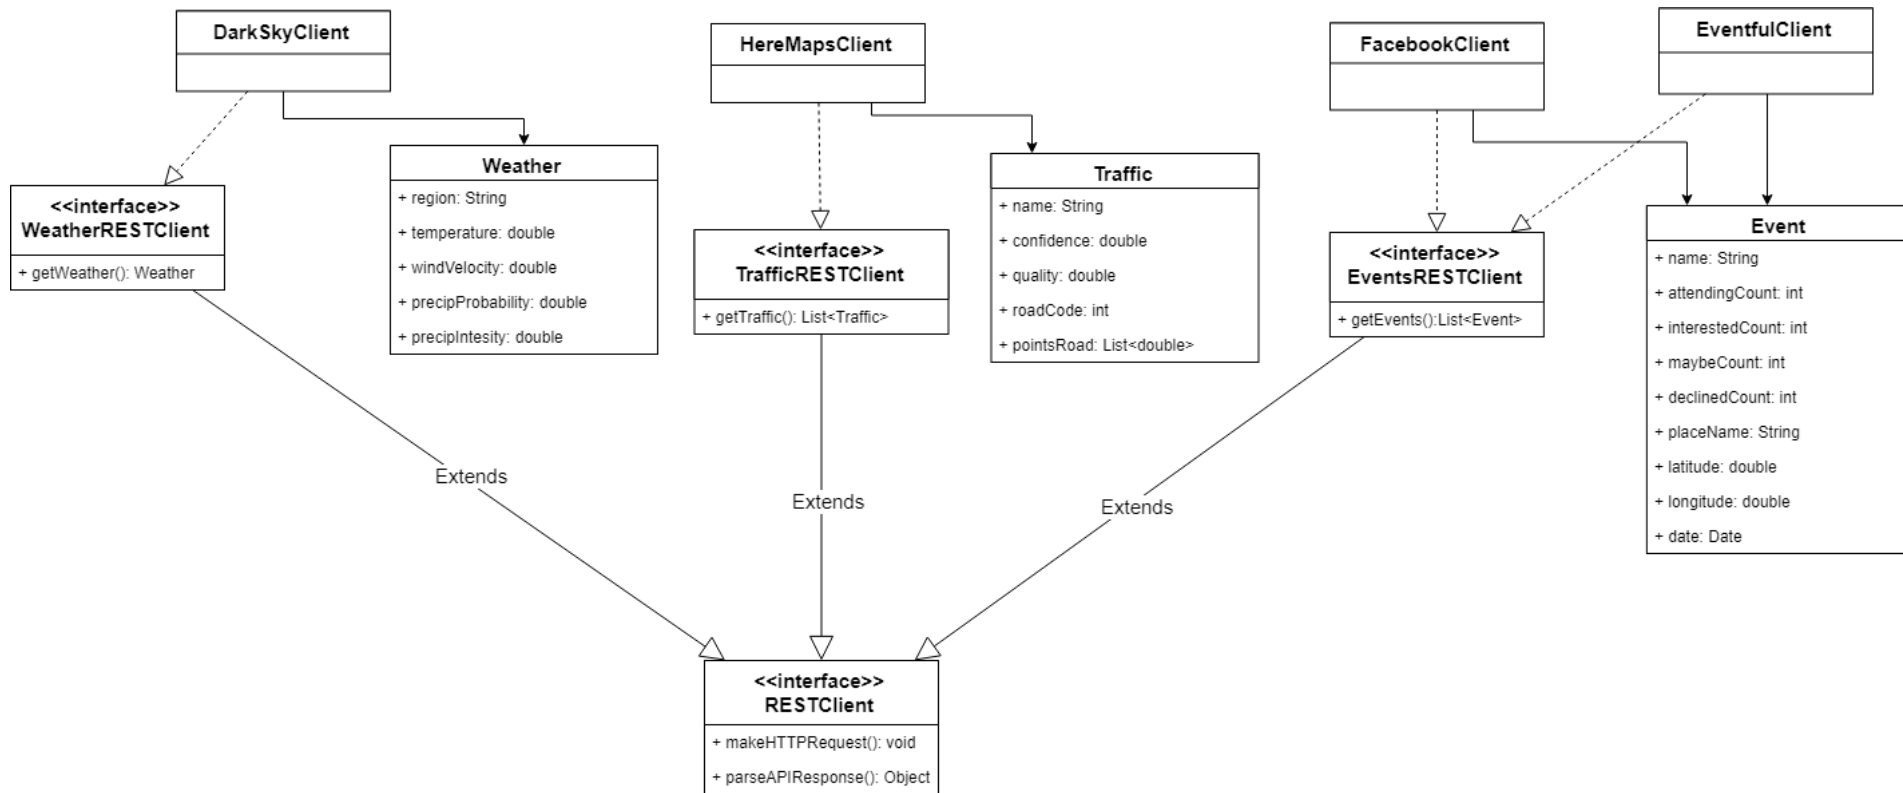 DarkSkyClient
HereMapsClient
FacebookClient
EventfulClient
Weather
+ region: String
+ temperature: double
+ windVelocity: double
+ precipProbability: double
+ precipIntesity: double
<<interface>>
WeatherRESTClient
+ getWeather(): Weather
Traffic
+ name: String
+ confidence: double
+ quality: double
+ roadCode: int
+ pointsRoad: List<double>
<<interface>>
TrafficRESTClient
+ getTraffic(): List<Traffic>
<<interface>>
EventsRESTClient
+ getEvents():List<Event>
Event
+ name: String
+ attendingCount: int
+ interestedCount: int
+ maybeCount: int
+ declinedCount: int
+ placeName: String
+ latitude: double
+ longitude: double
+ date: Date
Extends
Extends
Extends
<<interface>>
RESTClient
+ makeHTTPRequest(): void
+ parseAPIResponse(): Object